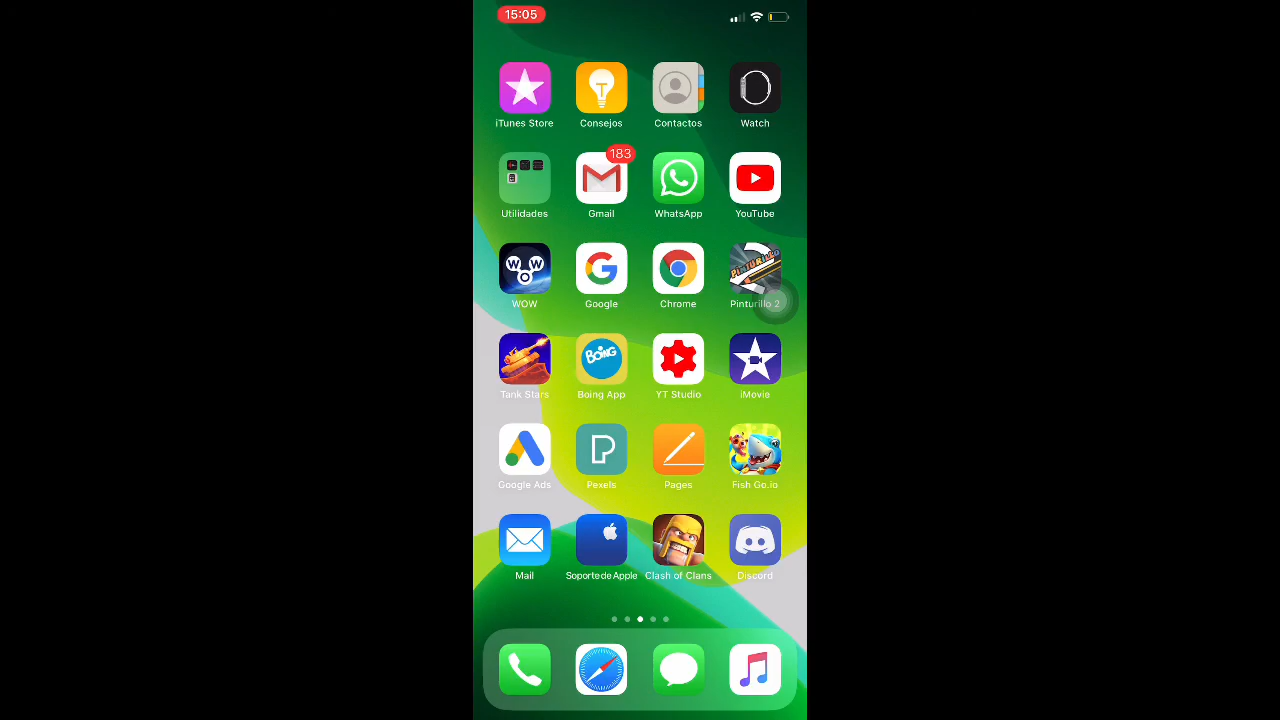 15:05
iTunes Store Consejos Contactos Watch
183
Utilidades Gmail WhatsApp YouTube
W W O PINTURILLO
WOW Google Chrome Pinturillo 2
BOING
Tank Stars Boing App YT Studio iMovie
Google Ads Pexels Pages Fish Go.io
Mail Soporte de Apple Clash of Clans Discord